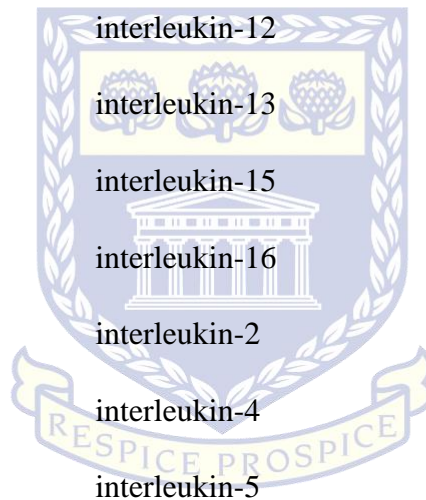 interleukin-12
interleukin-13
interleukin-15
interleukin-16
interleukin-2
interleukin-4
RESPICE PROSPICE
interleukin-5